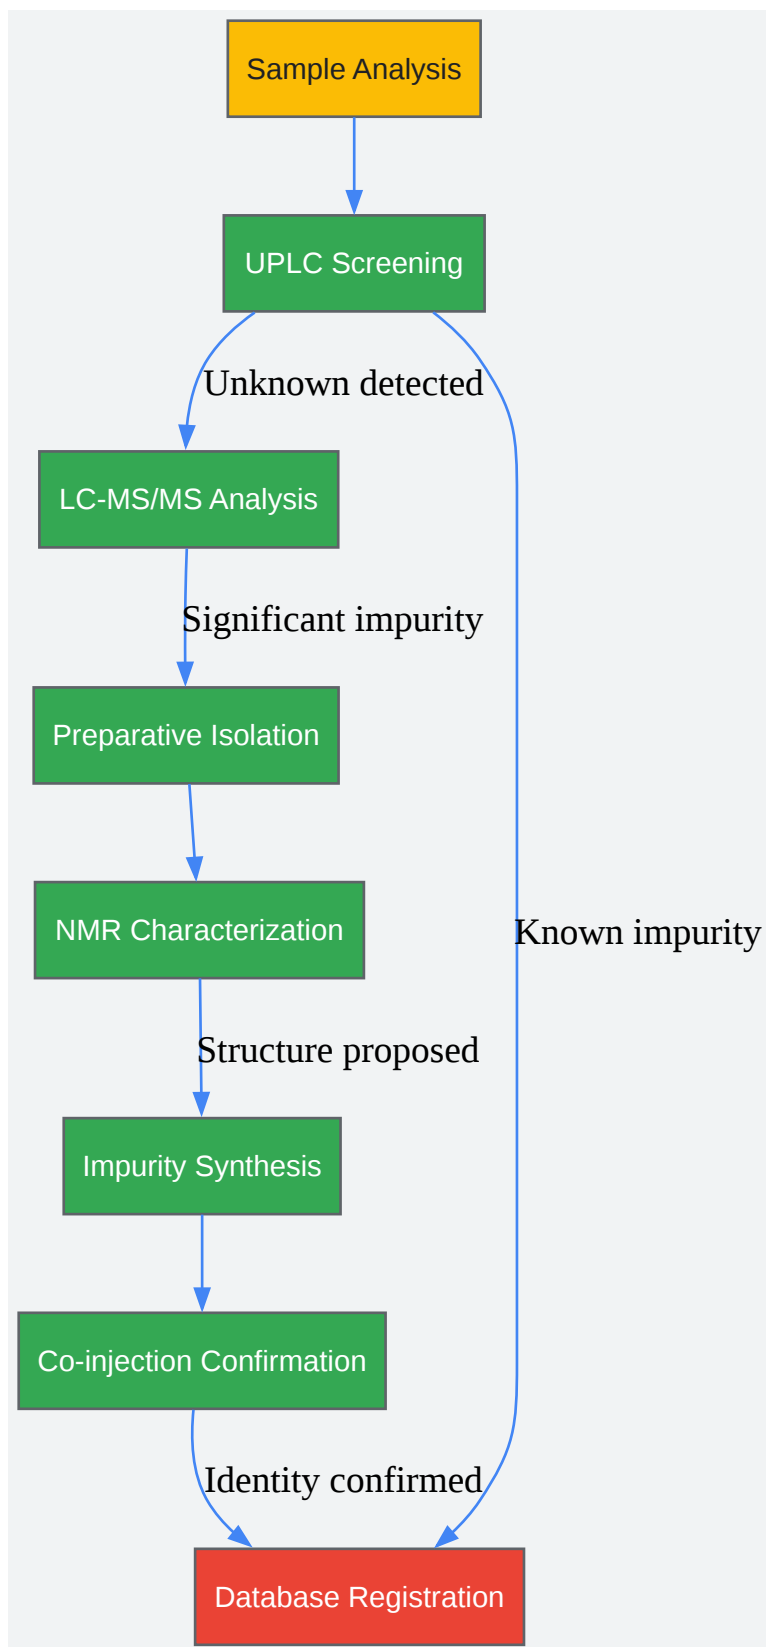 Sample Analysis
UPLC Screening
Unknown detected
LC-MS/MS Analysis
Significant impurity
Preparative Isolation
NMR Characterization
Known impurity
Structure proposed
Impurity Synthesis
Co-injection Confirmation
Identity confirmed
Database Registration